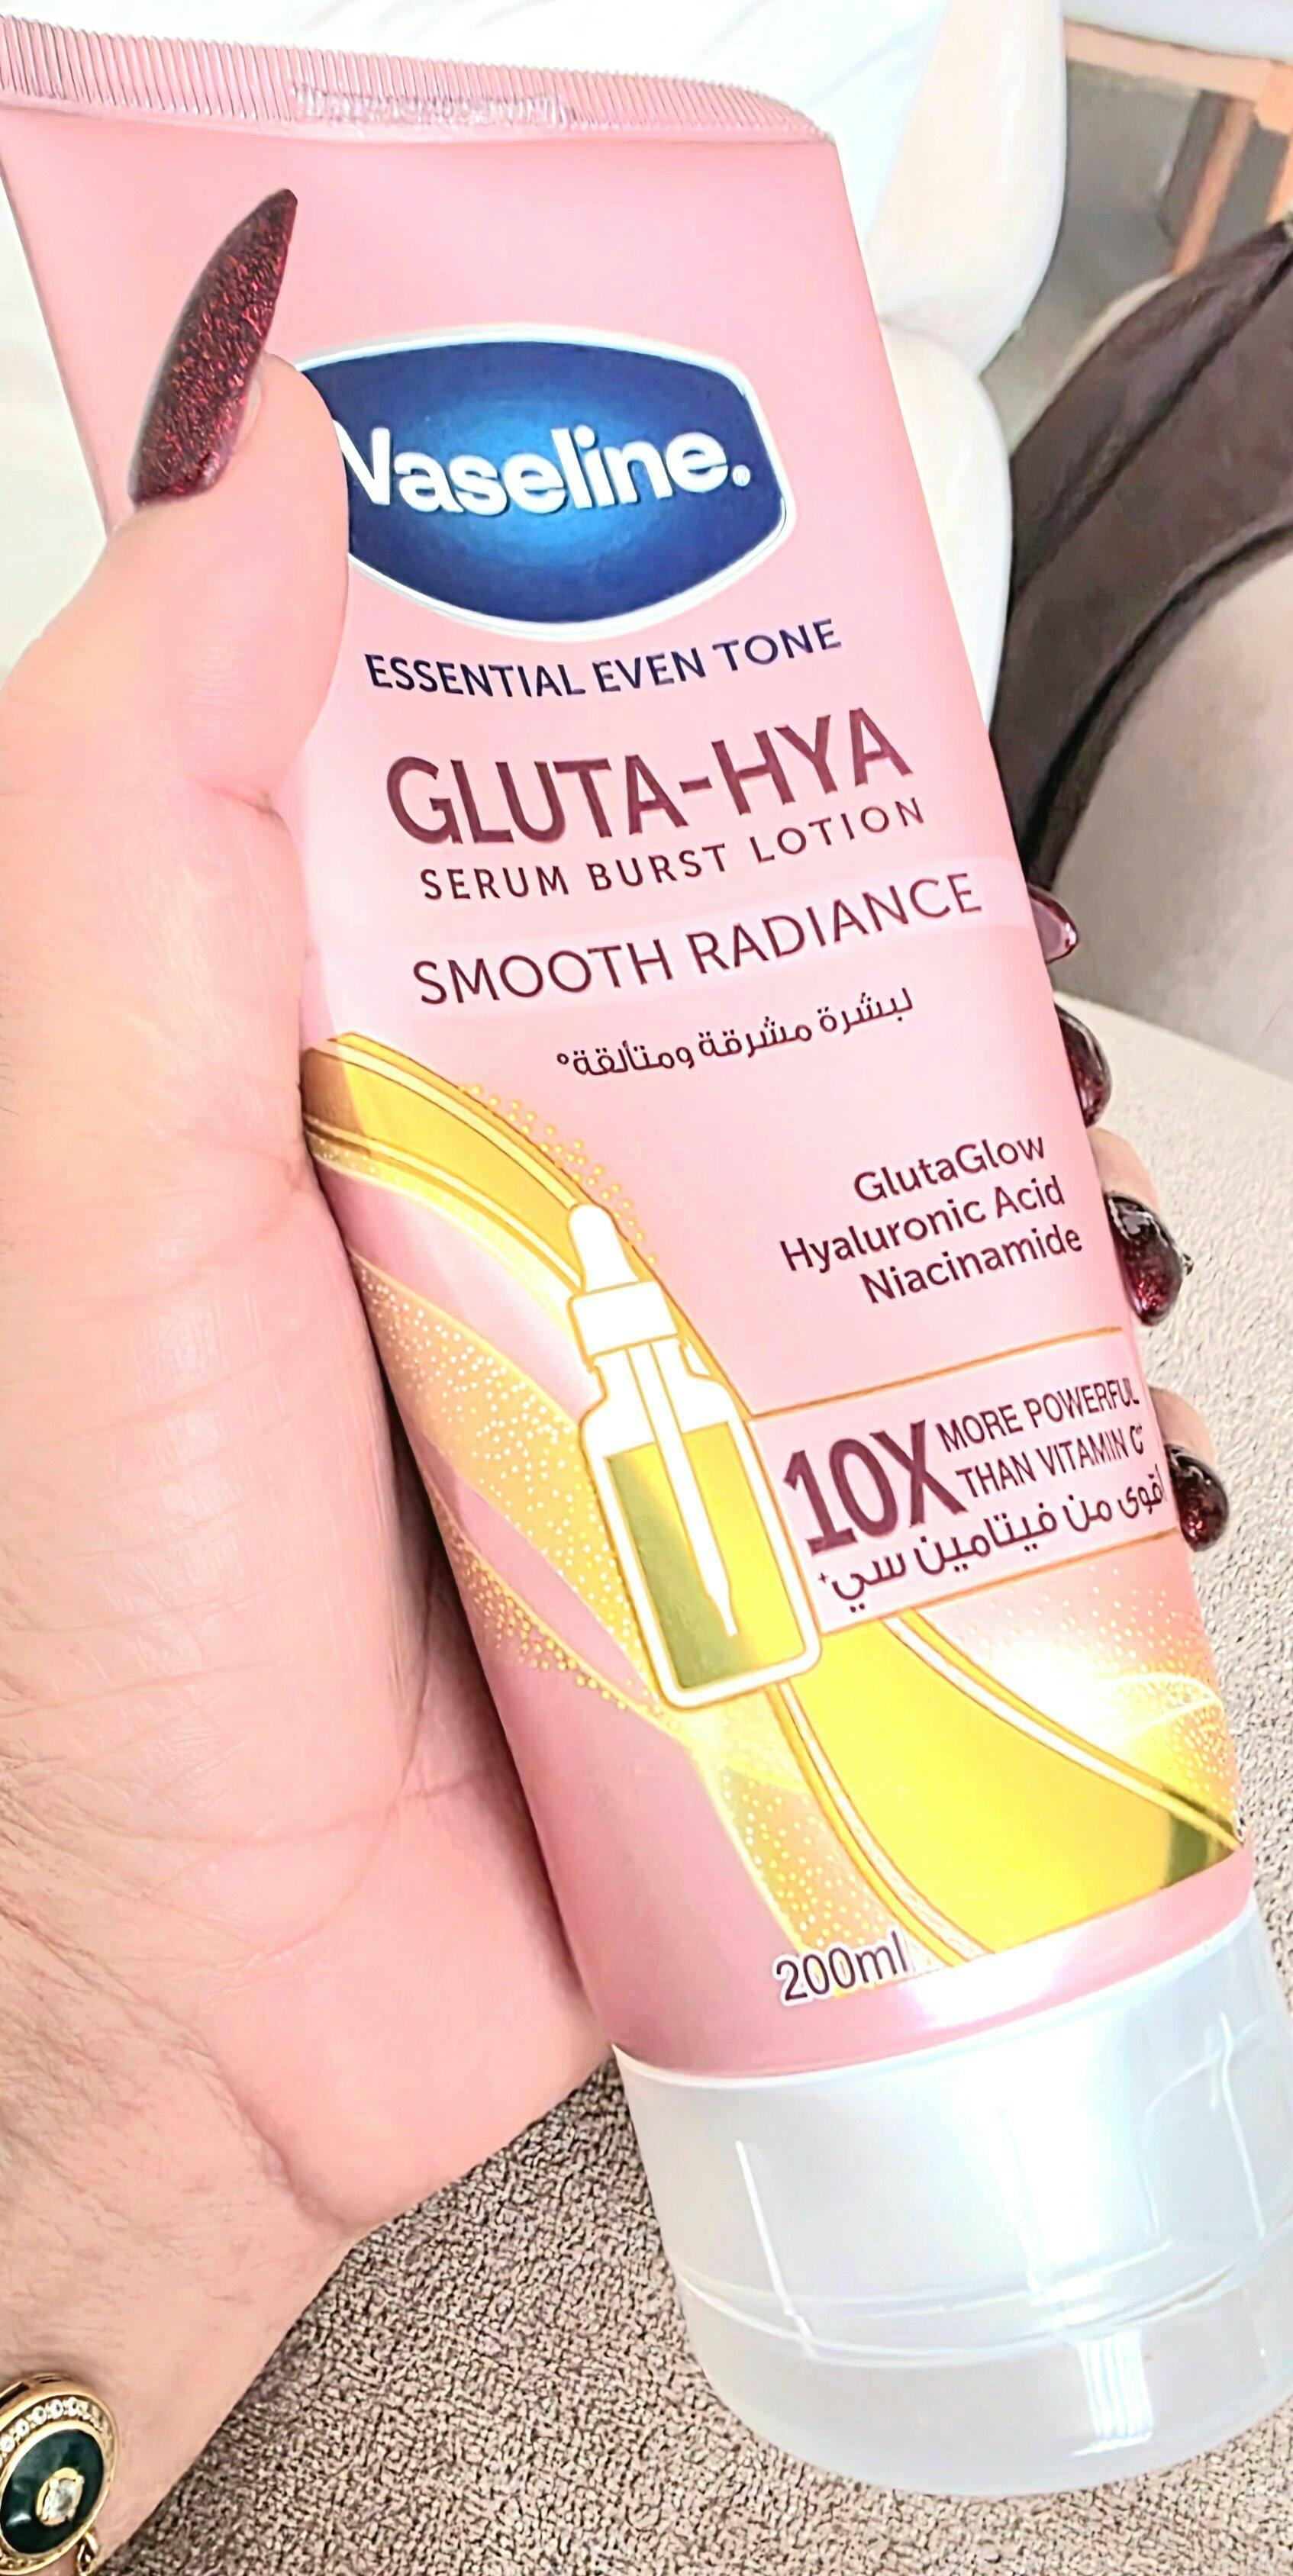 Vaseline.
ESSENTIAL EVEN TONE
GLUTA-HYA
SERUM BURST LOTION
SMOOTH RADIANCE
لبشرة مشرقة ومتألقة°
GlutaGlow
Hyaluronic Acid
Niacinamide
10X MORE POWERFUL
THAN VITAMIN C
أقوى من فيتامين سي+
200ml